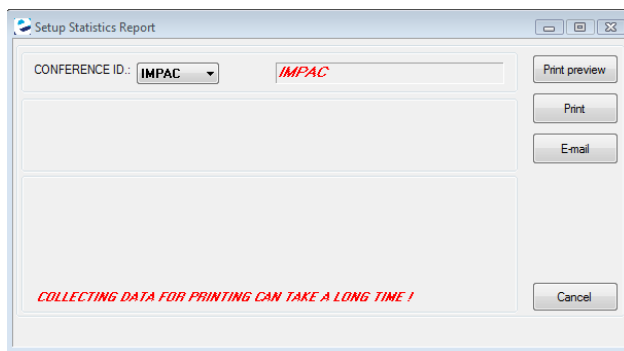 Setup Statistics Report
CONFERENCE ID.: IMPAC IMPAC
Print preview
Print
E-mail
COLLECTING DATA FOR PRINTING CAN TAKE A LONG TIME !
Cancel